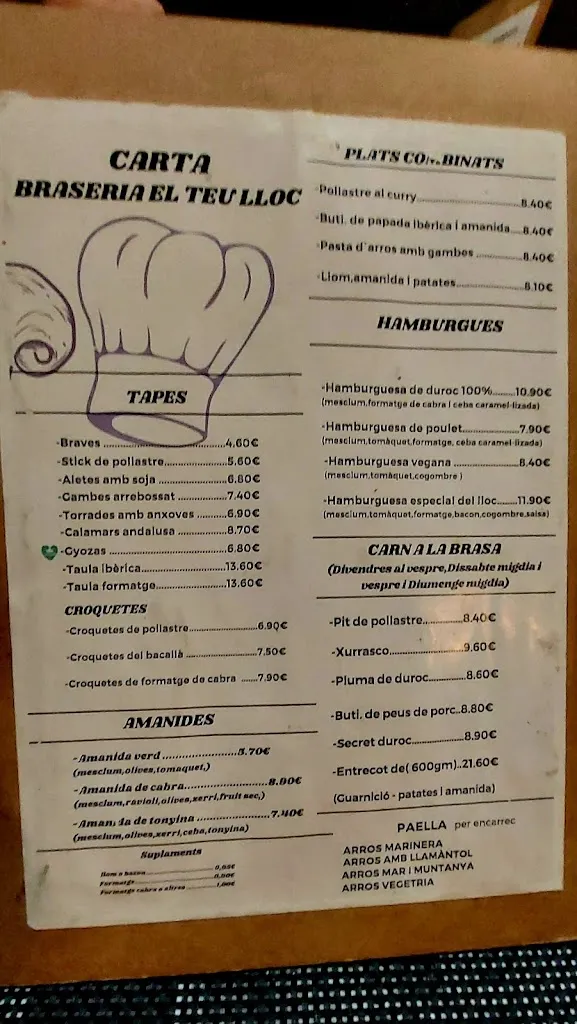 CARTA
BRASERIA EL TEU LLOC
TAPES
-Braves ..............................4.60€
-Stick de pollastre......................5.60€
-Aletes amb soja ......................6.80€
-Gambes arrebossat .................7.40€
-Torrades amb anxoves ...........6.90€
-Calamars andalusa .................8.70€
-Gyozas ...............................6.80€
-Taula ibèrica.........................13.60€
-Taula formatge.....................13.60€
CROQUETES
-Croquetes de pollastre.................6.90€
-Croquetes del bacallà ..................7.50€
-Croquetes de formatge de cabra .....7.90€
AMANIDES
-Amanida verd ....................5.70€
(mesclum,olives,tomaquet,)
-Amanida de cabra.....................8.90€
(mesclum,ravioli,olives,xerri,fruit sec,)
-Amanida de tonyina ..................7.40€
(mesclum,olives,xerri,ceba,tonyina)
Suplaments
Formatge
Formatge cabra o altres ..............1,00€
PLATS COMBINATS
-Pollastre al curry........................8.40€
-Buti. de papada ibèrica i amanida...8.40€
-Pasta d'arros amb gambes ............8.40€
-Llom,amanida i patates..................8.10€
HAMBURGUES
-Hamburguesa de duroc 100%.......10.90€
(mesclum,formatge de cabra i ceba caramel·litzada)
-Hamburguesa de poulet.................7.90€
(mesclum,tomàquet,formatge, ceba caramel·litzada)
-Hamburguesa vegana ...................8.40€
(mesclum,tomàquet,cogombre )
-Hamburguesa especial del lloc......11.90€
(mesclum,tomàquet,formatge,bacon,cogombre,salsa)
CARN A LA BRASA
(Divendres al vespre,Dissabte migdia i
vespre i Diumenge migdia)
-Pit de pollastre............8.40€
-Xurrasco......................9.60€
-Pluma de duroc...........8.60€
-Buti. de peus de porc..8.80€
-Secret duroc...............8.90€
-Entrecot de( 600gm)..21.60€
(Guarnició - patates i amanida)
PAELLA per encarrec
ARROS MARINERA
ARROS AMB LLAMÀNTOL
ARROS MAR I MUNTANYA
ARROS VEGETRIA